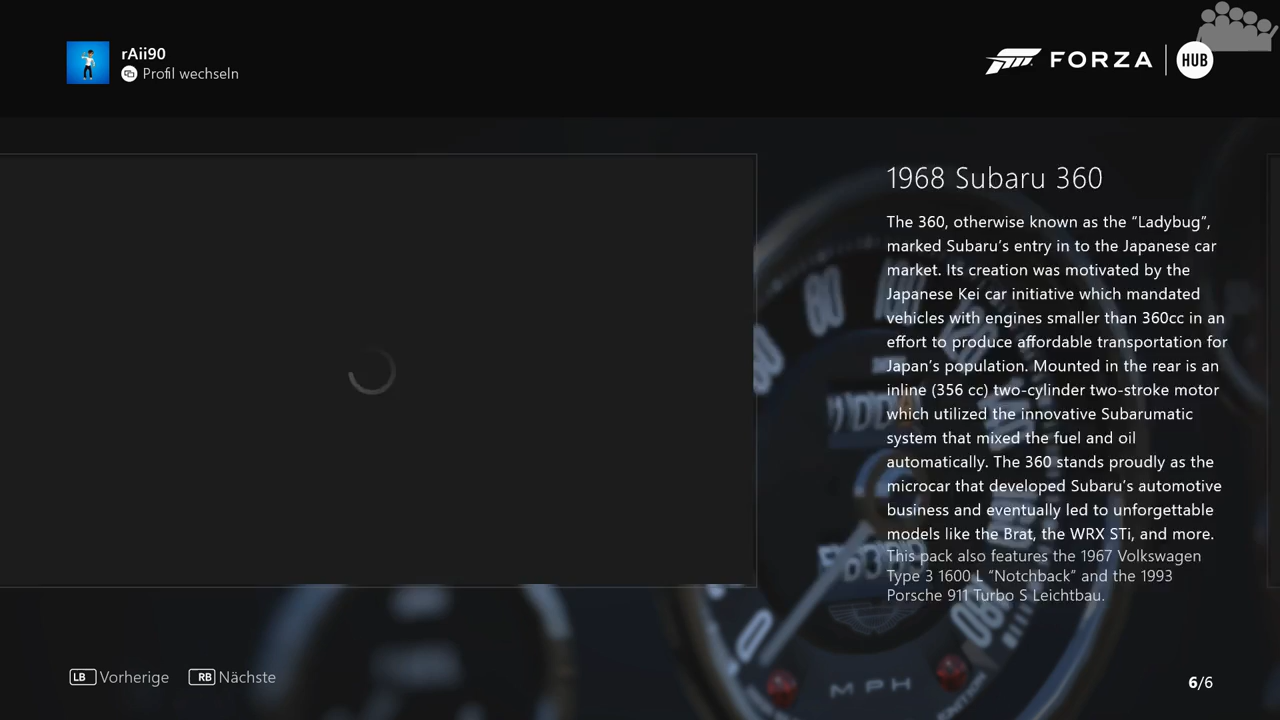 rAii90
Profil wechseln
FORZA HUB
1968 Subaru 360
The 360, otherwise known as the “Ladybug”,
marked Subaru’s entry in to the Japanese car
market. Its creation was motivated by the
Japanese Kei car initiative which mandated
vehicles with engines smaller than 360cc in an
effort to produce affordable transportation for
Japan’s population. Mounted in the rear is an
inline (356 cc) two-cylinder two-stroke motor
which utilized the innovative Subarumatic
system that mixed the fuel and oil
automatically. The 360 stands proudly as the
microcar that developed Subaru’s automotive
business and eventually led to unforgettable
models like the Brat, the WRX STi, and more.
This pack also features the 1967 Volkswagen
Type 3 1600 L “Notchback” and the 1993
Porsche 911 Turbo S Leichtbau.
80
MPH
LB Vorherige RB Nächste
6/6